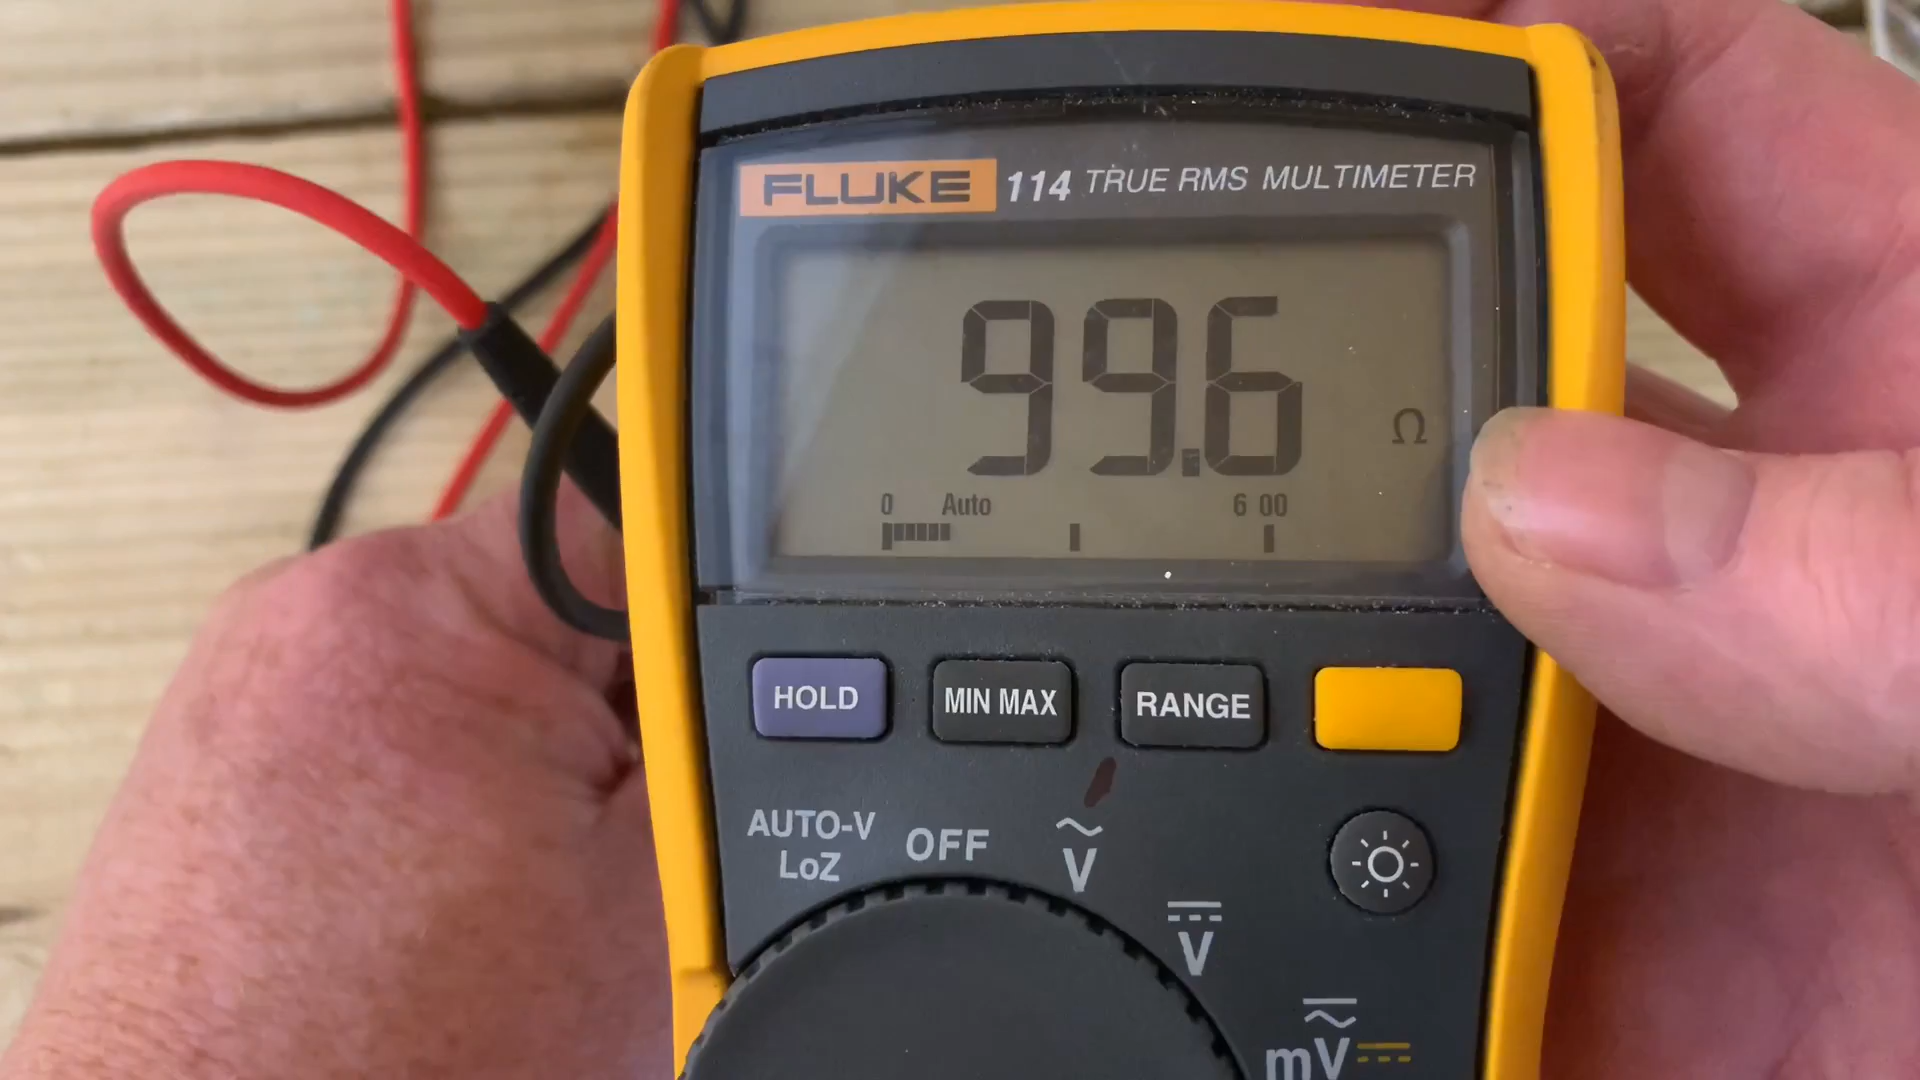 FLUKE 114 TRUE RMS MULTIMETER
99.6 Ω
0 Auto 6 00
HOLD MIN MAX RANGE
AUTO-V
LoZ
OFF
V
V
mV